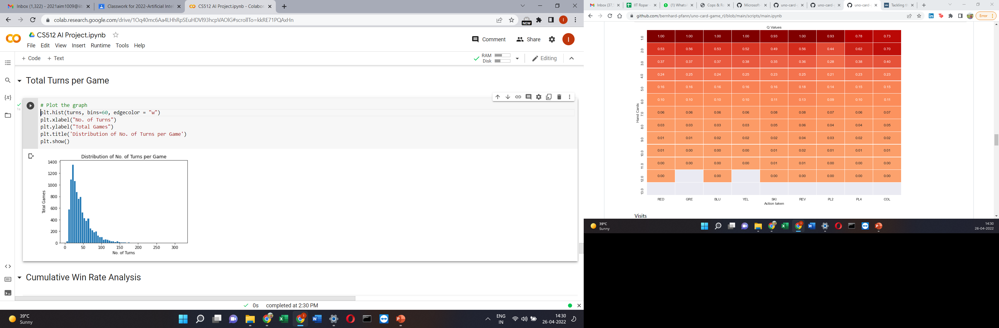 Inbox (1,322) - 2021aim1009@iit
Classwork for 2022-Artificial Intel
CS512 AI Project.ipynb - Colabor
colab.research.google.com/drive/1Oq40mc6Aa4LHhRpSEuHDVI93hcpVAOlG#scrollTo=kkRE71PQAxHn
NEW
I
CS512 AI Project.ipynb
File Edit View Insert Runtime Tools Help
Comment
Share
I
+ Code + Text
RAM
Disk
Editing
Total Turns per Game
{x}
1s
# Plot the graph
plt.hist(turns, bins=60, edgecolor = "w")
plt.xlabel("No. of Turns")
plt.ylabel("Total Games")
plt.title('Distribution of No. of Turns per Game')
plt.show()
Distribution of No. of Turns per Game
1400
1200
1000
800
600
400
200
0
Total Games
0 50 100 150 200 250 300
No. of Turns
Cumulative Win Rate Analysis
0s completed at 2:30 PM
39°C
Sunny
ENG
IN
14:30
26-04-2022
Inbox (37,5
IIT Ropar -
(1) WhatsA
Cops & Ro
Microsoft-
uno-card-
uno-card-
uno-card-
Tackling th
github.com/bernhard-pfann/uno-card-game_rl/blob/main/scripts/main.ipynb
Error
Q Values
1.0 1.00 1.00 1.00 1.00 0.93 1.00 0.93 0.78 0.73
2.0 0.53 0.56 0.53 0.52 0.49 0.56 0.44 0.62 0.70
3.0 0.37 0.37 0.37 0.38 0.35 0.36 0.28 0.38 0.40
4.0 0.24 0.25 0.24 0.25 0.23 0.25 0.21 0.23 0.23
5.0 0.16 0.16 0.16 0.16 0.16 0.18 0.14 0.15 0.15
6.0 0.10 0.10 0.10 0.10 0.11 0.13 0.09 0.10 0.11
7.0 0.06 0.06 0.06 0.06 0.08 0.08 0.07 0.06 0.07
8.0 0.03 0.03 0.03 0.03 0.05 0.06 0.04 0.04 0.05
9.0 0.01 0.01 0.02 0.02 0.02 0.04 0.03 0.02 0.02
10.0 0.01 0.00 0.00 0.00 0.01 0.02 0.01 0.01 0.01
11.0 0.00 0.00 0.00 0.00 0.01 0.01 0.00 0.00 0.00
12.0 0.00 0.00 0.00 0.00 0.00 0.00 0.00
13.0
Hand Cards
RED GRE BLU YEL SKI REV PL2 PL4 COL
Action taken
Visits
39°C
Sunny
14:30
26-04-2022